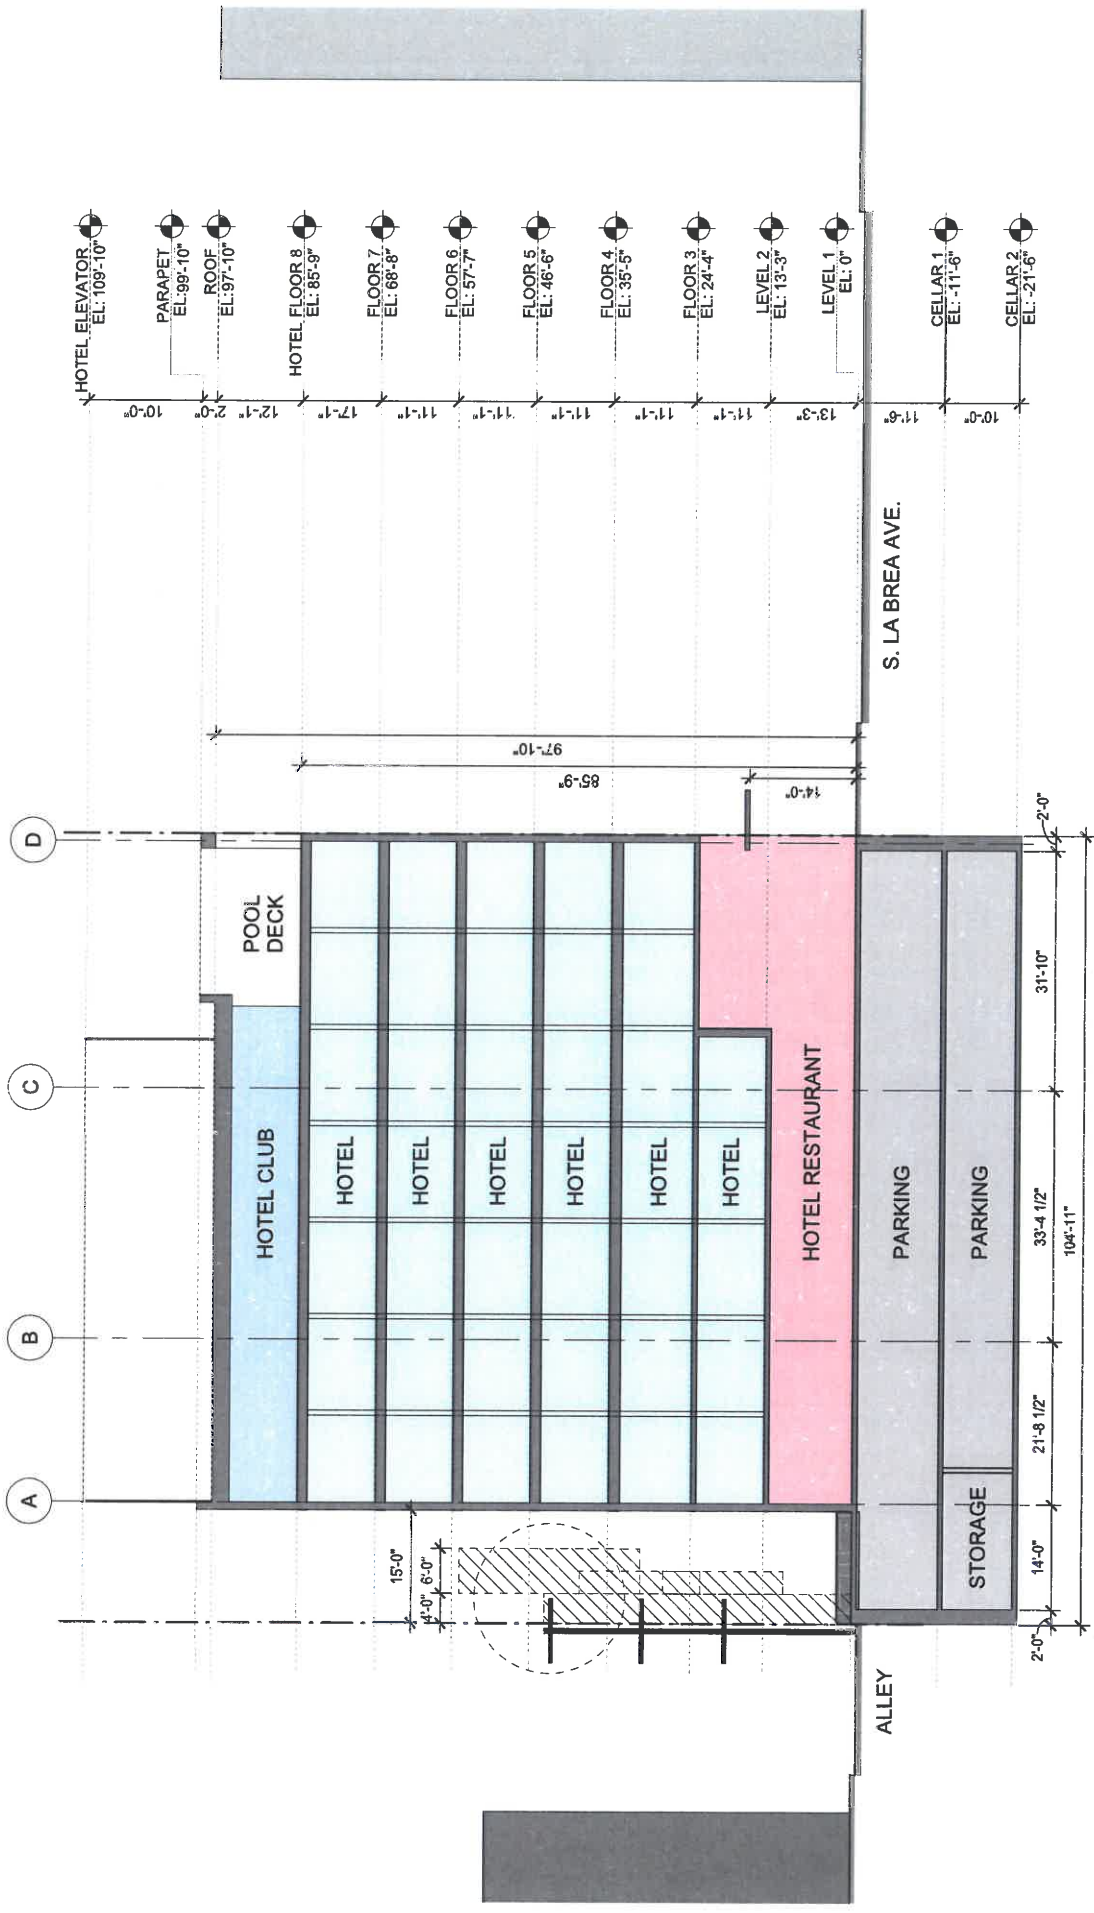 HOTEL ELEVATOR
EL: 109'-10"
PARAPET
EL:99'-10"
ROOF
EL:97'-10"
HOTEL FLOOR 8
EL: 85'-9"
FLOOR 7
EL: 68'-8"
FLOOR 6
EL: 57'-7"
FLOOR 5
EL: 46'-6"
FLOOR 4
EL: 35'-5"
FLOOR 3
EL: 24'-4"
LEVEL 2
EL: 13'-3"
LEVEL 1
EL: 0"
CELLAR 1
EL: -11'-6"
CELLAR 2
EL: -21'-6"
10'-0"
2'-0"
12'-1"
17'-1"
11'-1"
11'-1"
11'-1"
11'-1"
11'-1"
13'-3"
11'-6"
10'-0"
S. LA BREA AVE.
97'-10"
85'-9"
14'-0"
D
C
B
A
POOL
DECK
HOTEL CLUB
HOTEL
HOTEL
HOTEL
HOTEL
HOTEL
HOTEL
HOTEL RESTAURANT
PARKING
PARKING
STORAGE
15'-0"
4'-0"
6'-0"
2'-0"
14'-0"
21'-8 1/2"
33'-4 1/2"
31'-10"
2'-0"
104'-11"
ALLEY